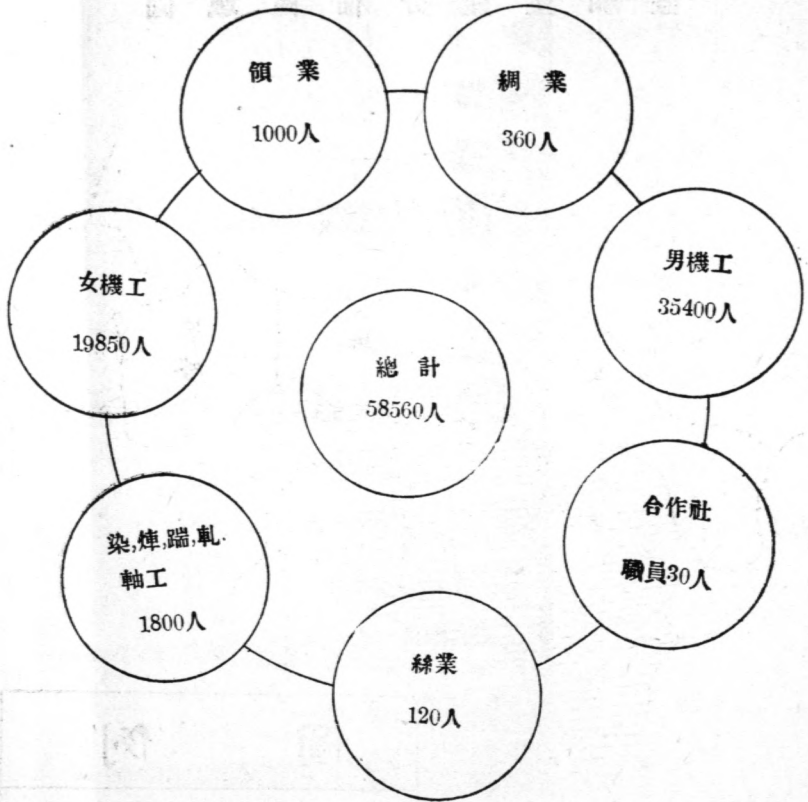 領業
1000人
綢業
360人
男機工
35400人
合作社
職員30人
絲業
120人
染,煉,踹,軋.
軸工
1800人
女機工
19850人
總計
58560人